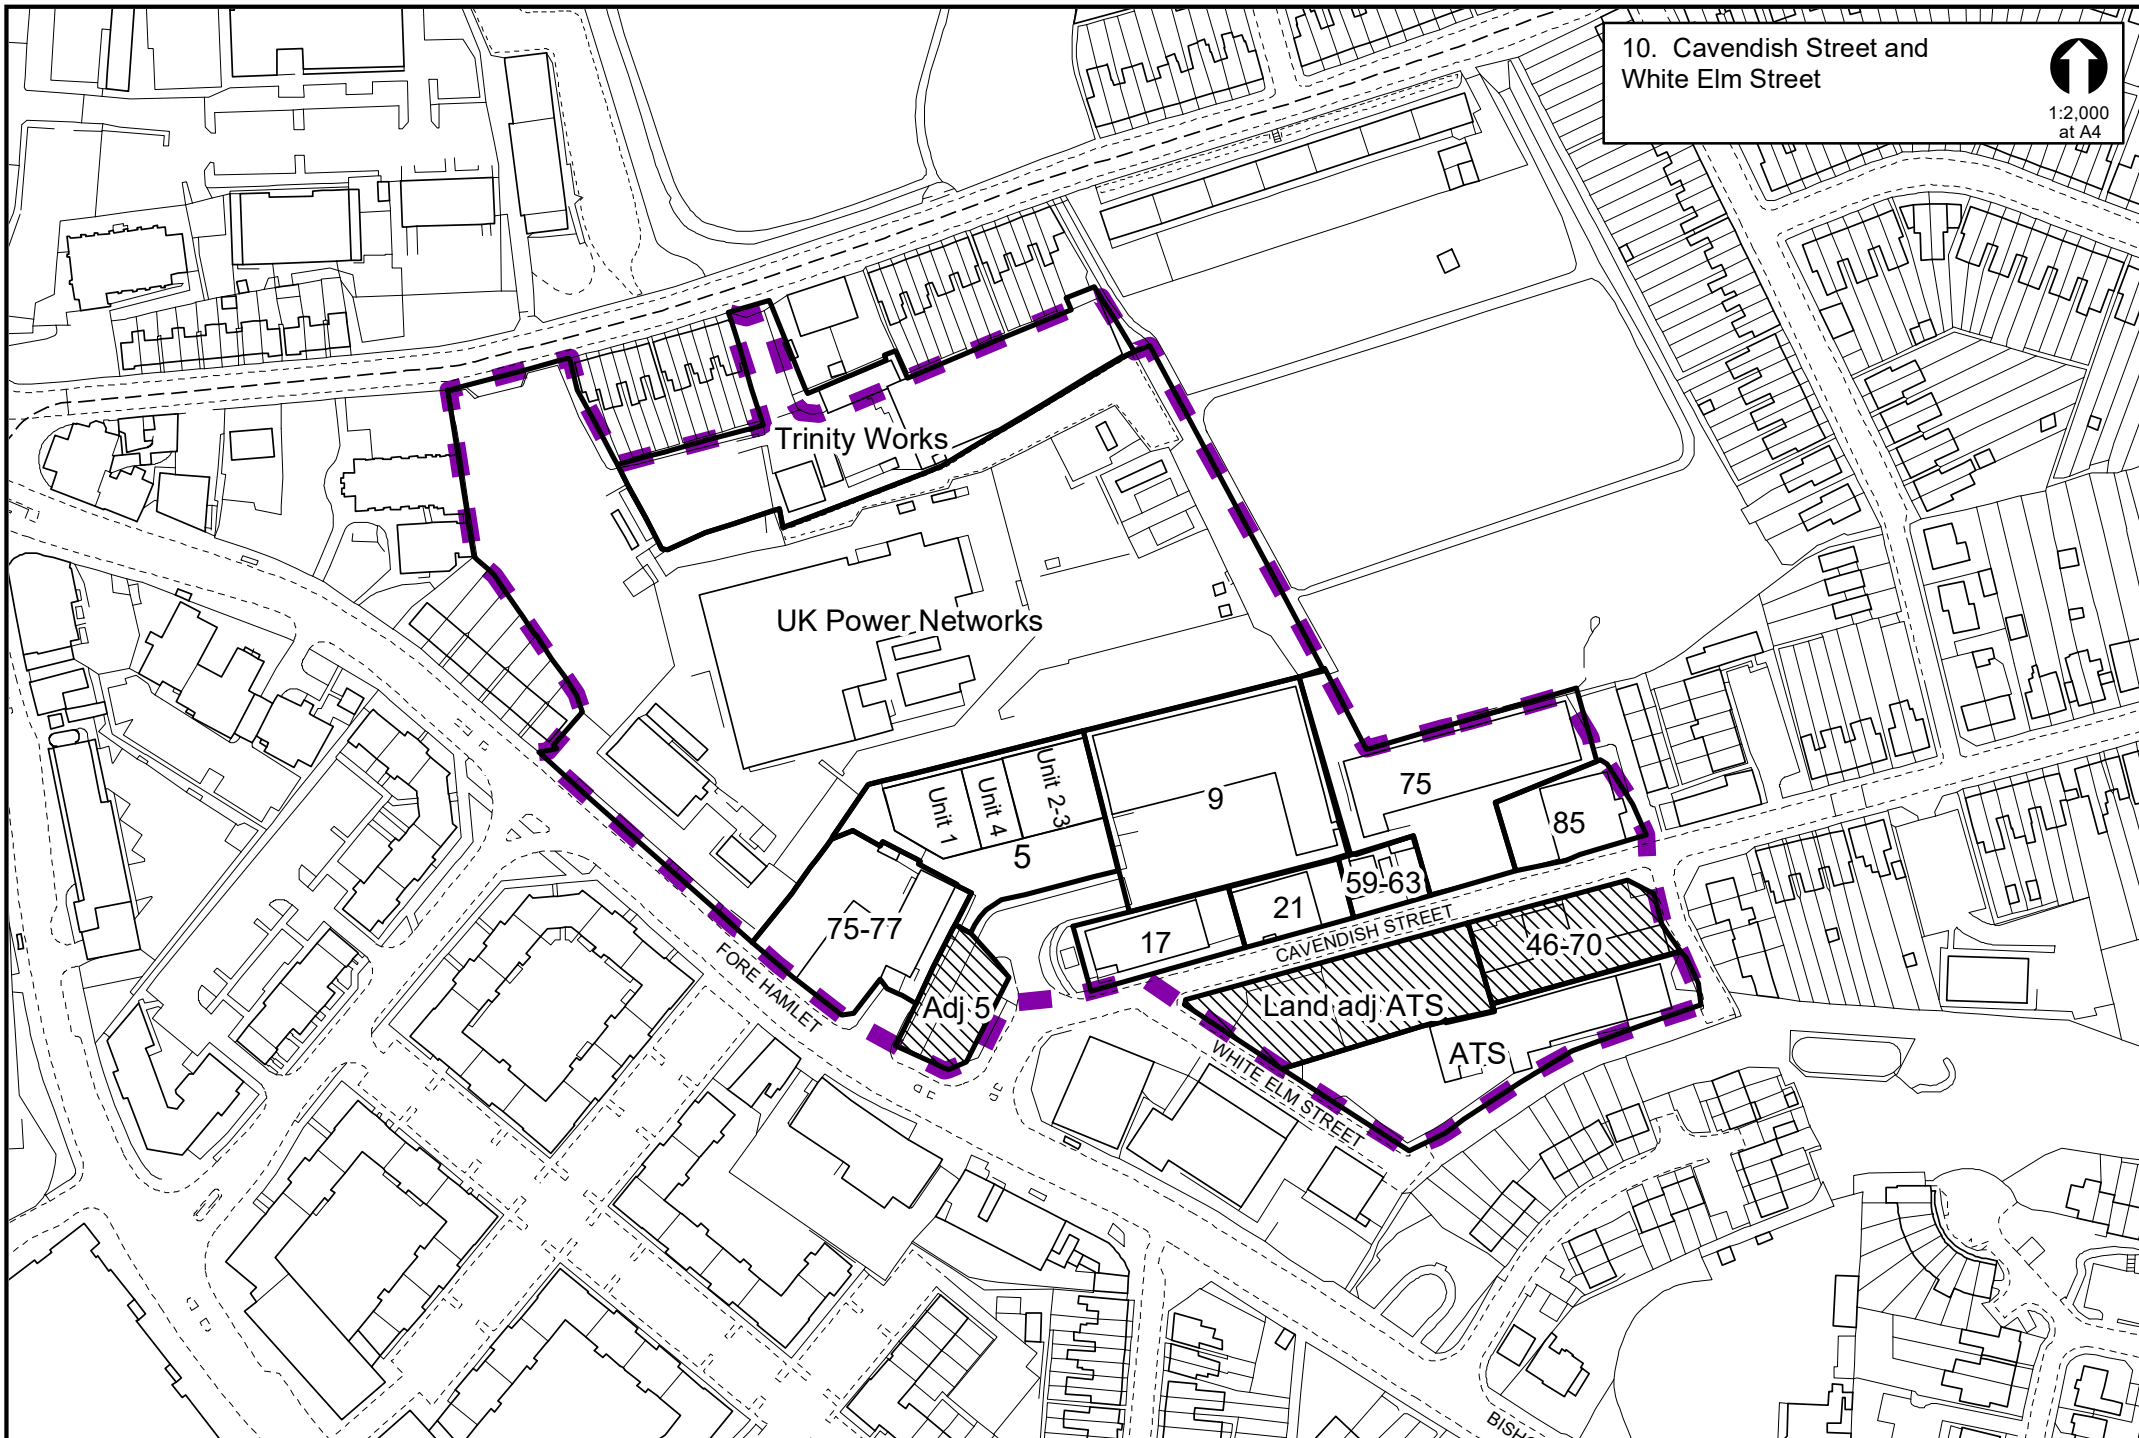 10. Cavendish Street and
White Elm Street
1:2,000
at A4
Trinity Works
UK Power Networks
Unit 1
Unit 4
Unit 2-3
5
9
75
85
59-63
21
17
75-77
Adj 5
CAVENDISH STREET
46-70
Land adj ATS
ATS
FORE HAMLET
WHITE ELM STREET